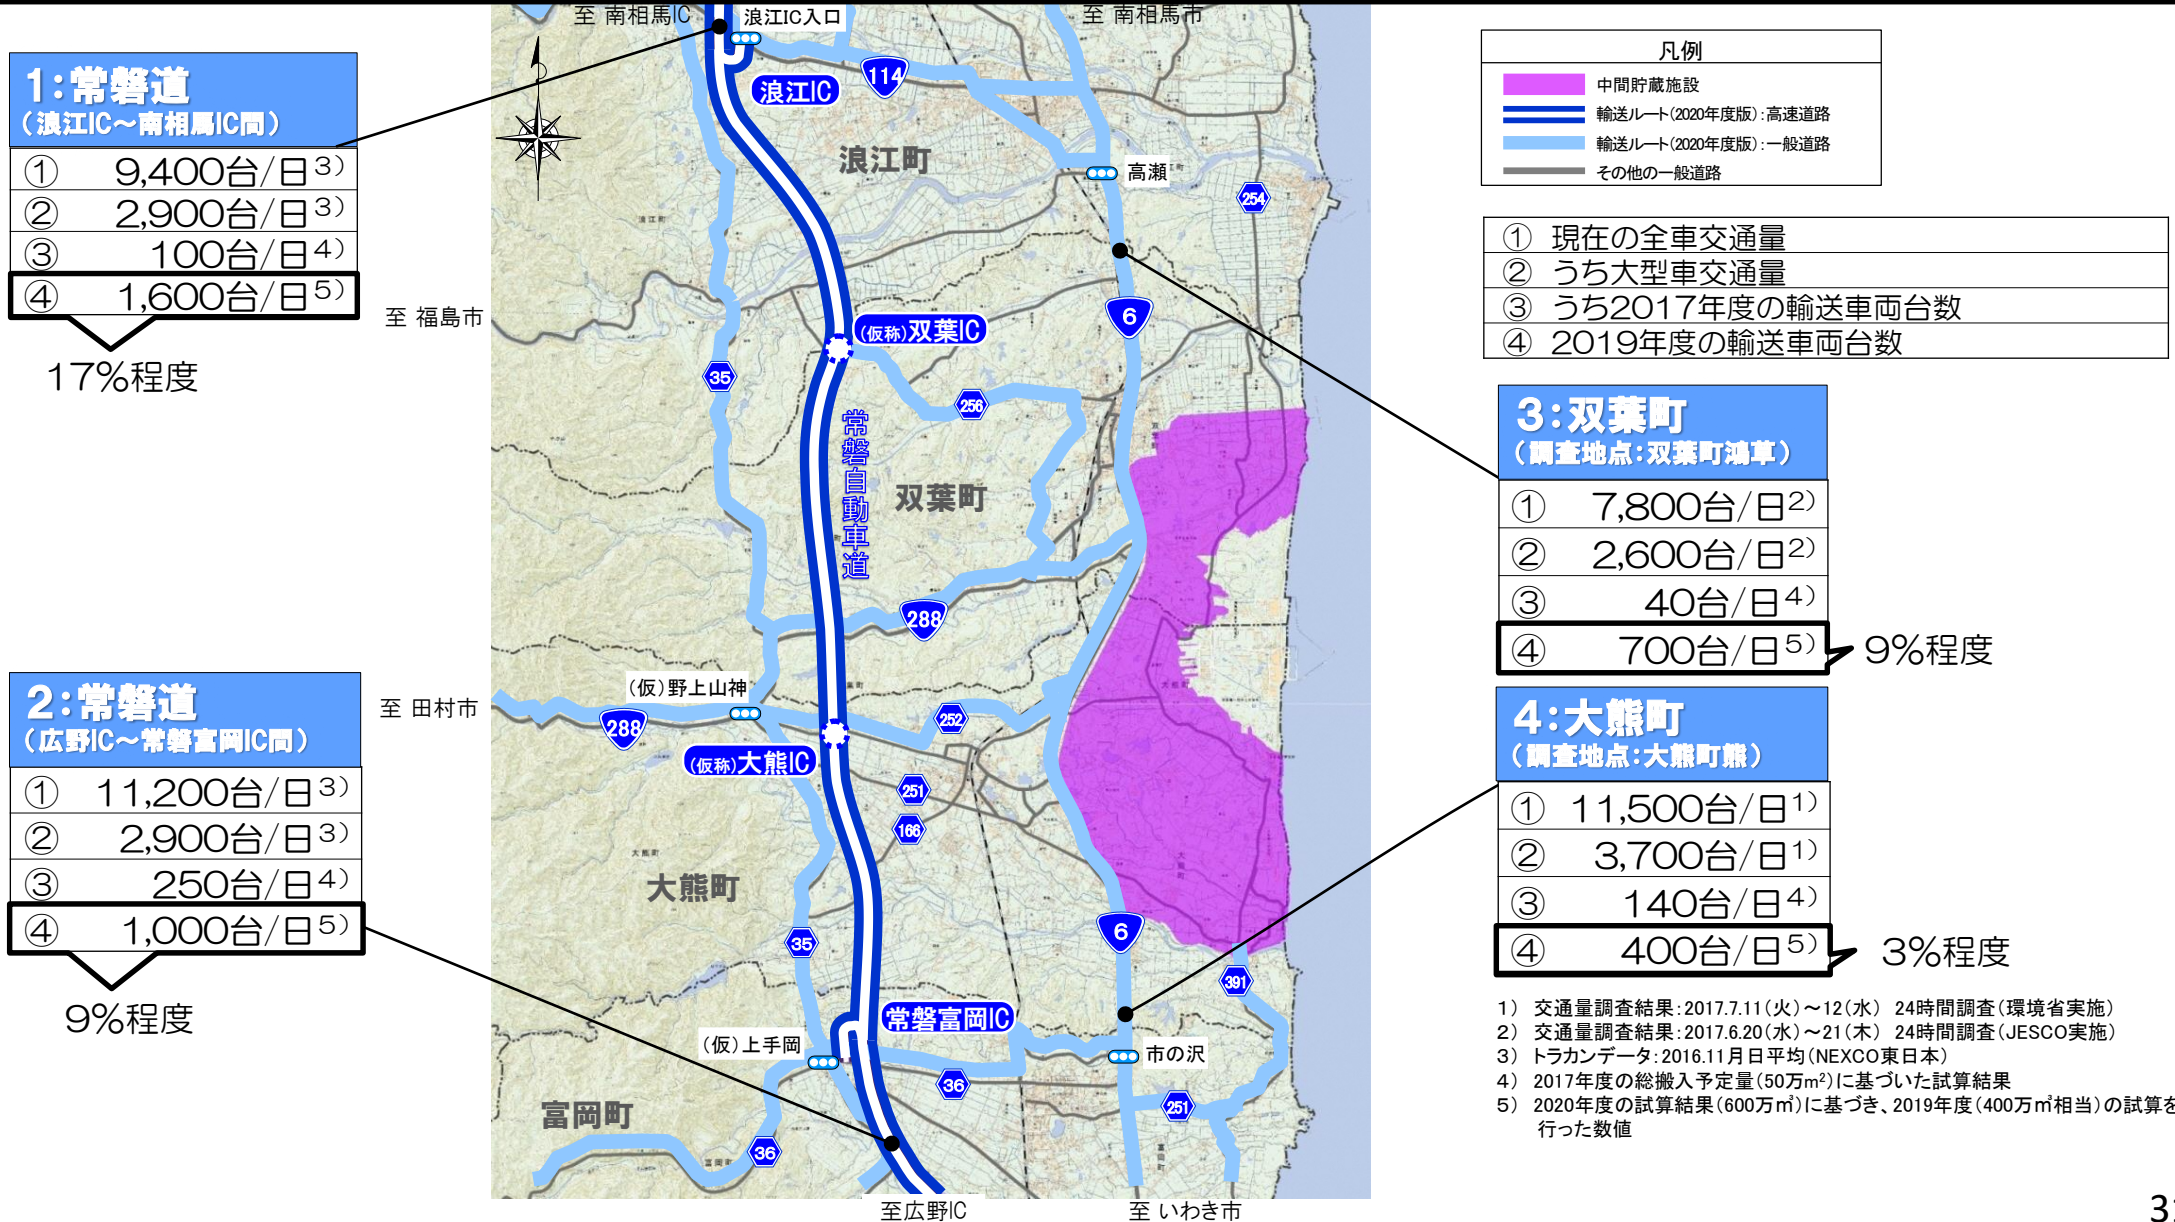 至 南相馬IC
浪江IC入口
至 南相馬市
1:常磐道
(浪江IC~南相馬IC間)
① 9,400台/日3)
② 2,900台/日3)
③ 100台/日4)
④ 1,600台/日5)
17%程度
2:常磐道
(広野IC~常磐富岡IC間)
① 11,200台/日3)
② 2,900台/日3)
③ 250台/日4)
④ 1,000台/日5)
9%程度
至 福島市
至 田村市
浪江IC
114
浪江町
高瀬
254
(仮称)双葉IC
6
35
256
常磐自動車道
双葉町
288
(仮)野上山神
288
252
(仮称)大熊IC
251
166
大熊町
大熊町
35
6
391
常磐富岡IC
(仮)上手岡
市の沢
36
251
富岡町
36
富岡町
至広野IC
至 いわき市
凡例
中間貯蔵施設
輸送ルート(2020年度版):高速道路
輸送ルート(2020年度版):一般道路
その他の一般道路
① 現在の全車交通量
② うち大型車交通量
③ うち2017年度の輸送車両台数
④ 2019年度の輸送車両台数
3:双葉町
(調査地点:双葉町鴻草)
① 7,800台/日2)
② 2,600台/日2)
③ 40台/日4)
④ 700台/日5)
9%程度
4:大熊町
(調査地点:大熊町熊)
① 11,500台/日1)
② 3,700台/日1)
③ 140台/日4)
④ 400台/日5)
3%程度
1) 交通量調査結果:2017.7.11(火)~12(水) 24時間調査(環境省実施)
2) 交通量調査結果:2017.6.20(水)~21(木) 24時間調査(JESCO実施)
3) トラカンデータ:2016.11月日平均(NEXCO東日本)
4) 2017年度の総搬入予定量(50万m²)に基づいた試算結果
5) 2020年度の試算結果(600万㎥)に基づき、2019年度(400万㎥相当)の試算を
行った数値